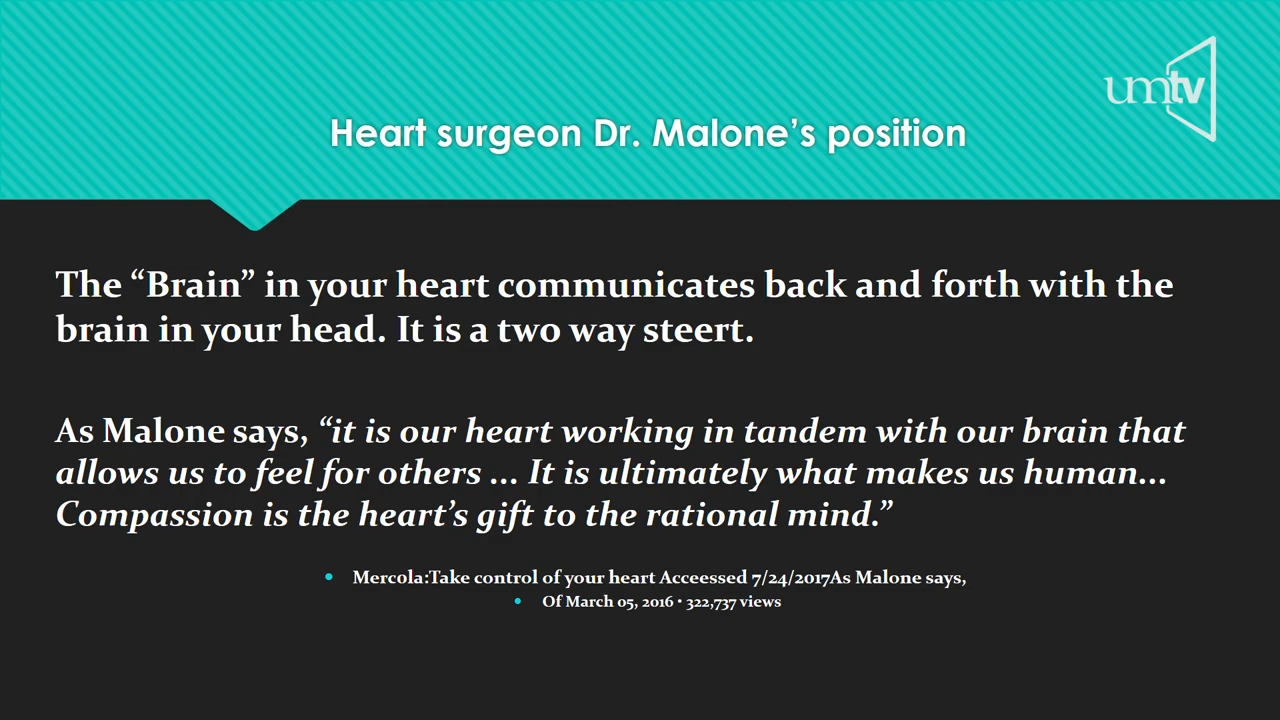 umtv
Heart surgeon Dr. Malone’s position
The “Brain” in your heart communicates back and forth with the
brain in your head. It is a two way steert.
As Malone says, “it is our heart working in tandem with our brain that
allows us to feel for others ... It is ultimately what makes us human...
Compassion is the heart’s gift to the rational mind.”
• Mercola:Take control of your heart Acceessed 7/24/2017As Malone says,
• Of March 05, 2016 • 322,737 views